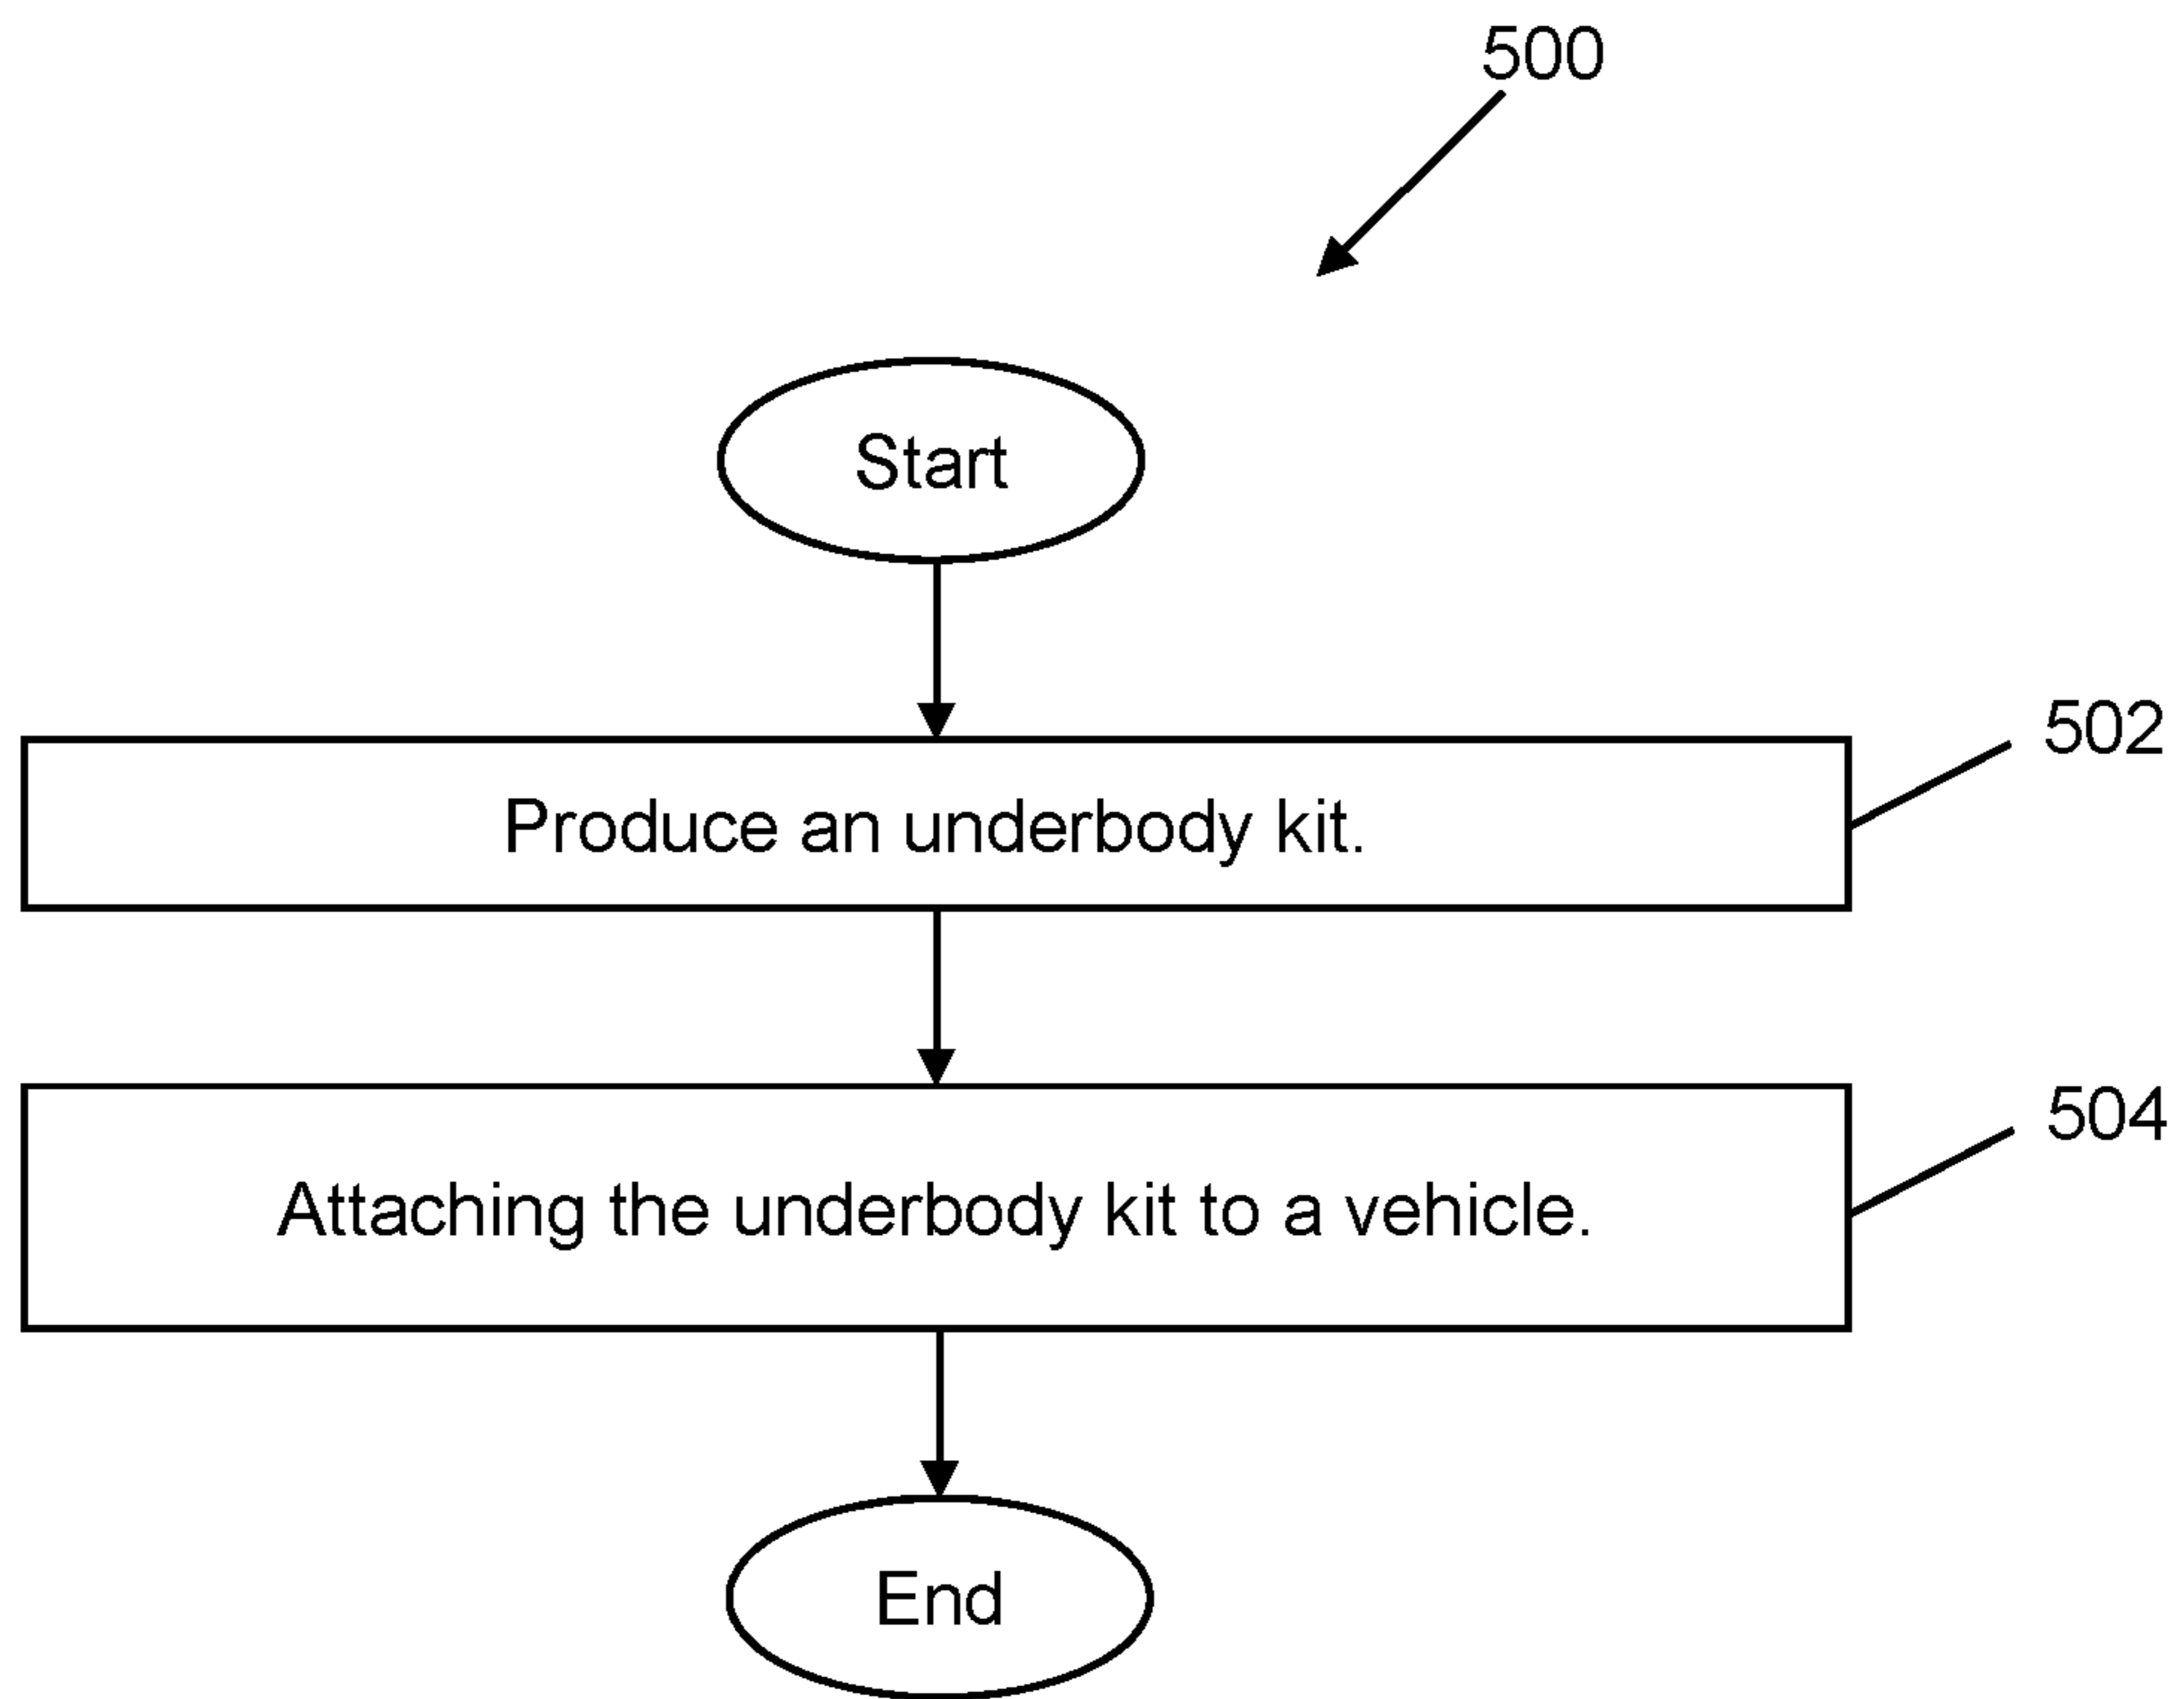 500
Start
502
Produce an underbody kit.
504
Attaching the underbody kit to a vehicle.
End